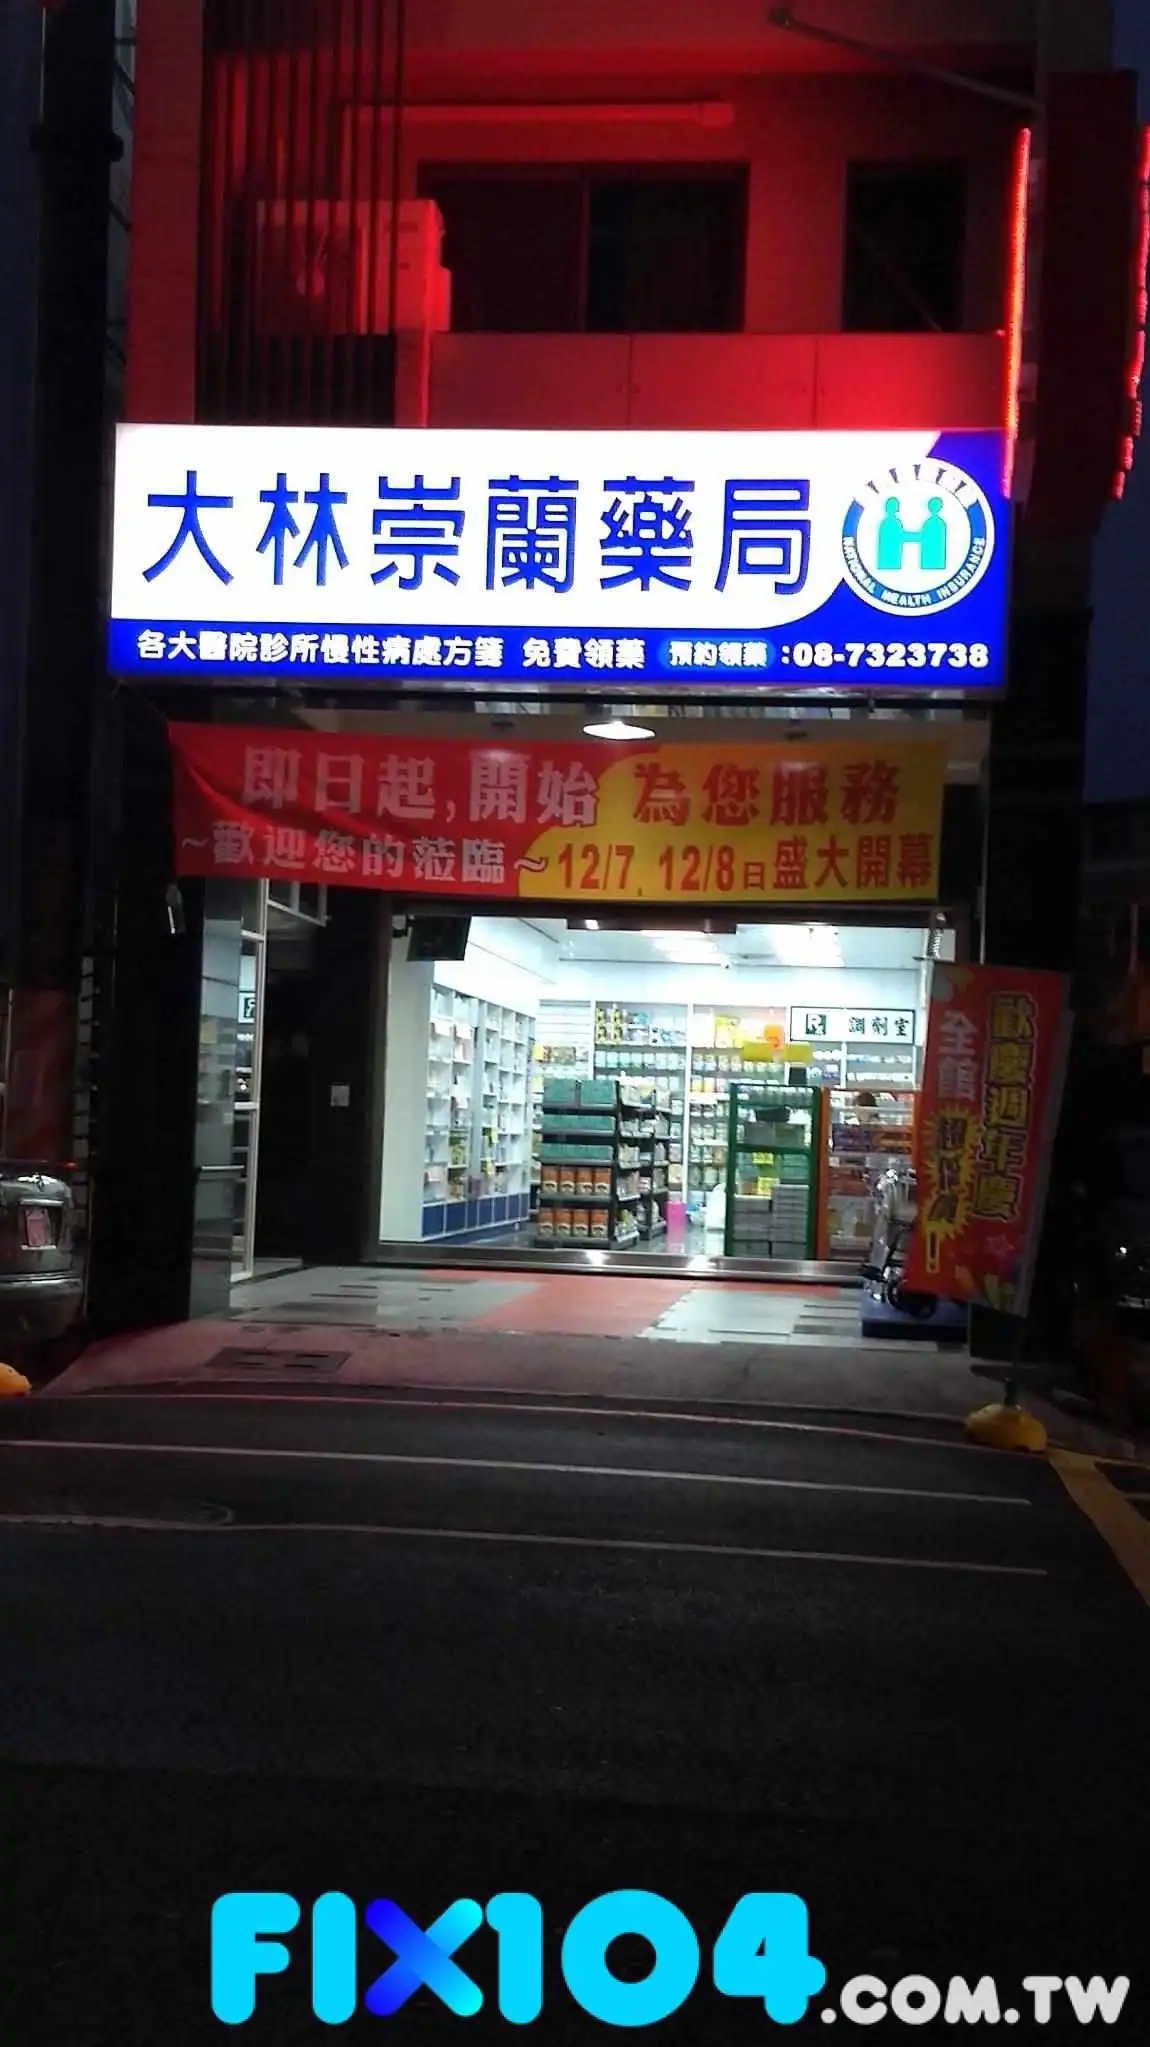 大林崇蘭藥局
NATIONAL HEALTH INSURANCE
各大醫院診所慢性病處方箋 免費領藥 預約領藥:08-7323738
即日起,開始 為您服務
~歡迎您的蒞臨~12/7、12/8日盛大開幕
調劑室
歡慶週年慶
全館
超特價!
FIX104.COM.TW